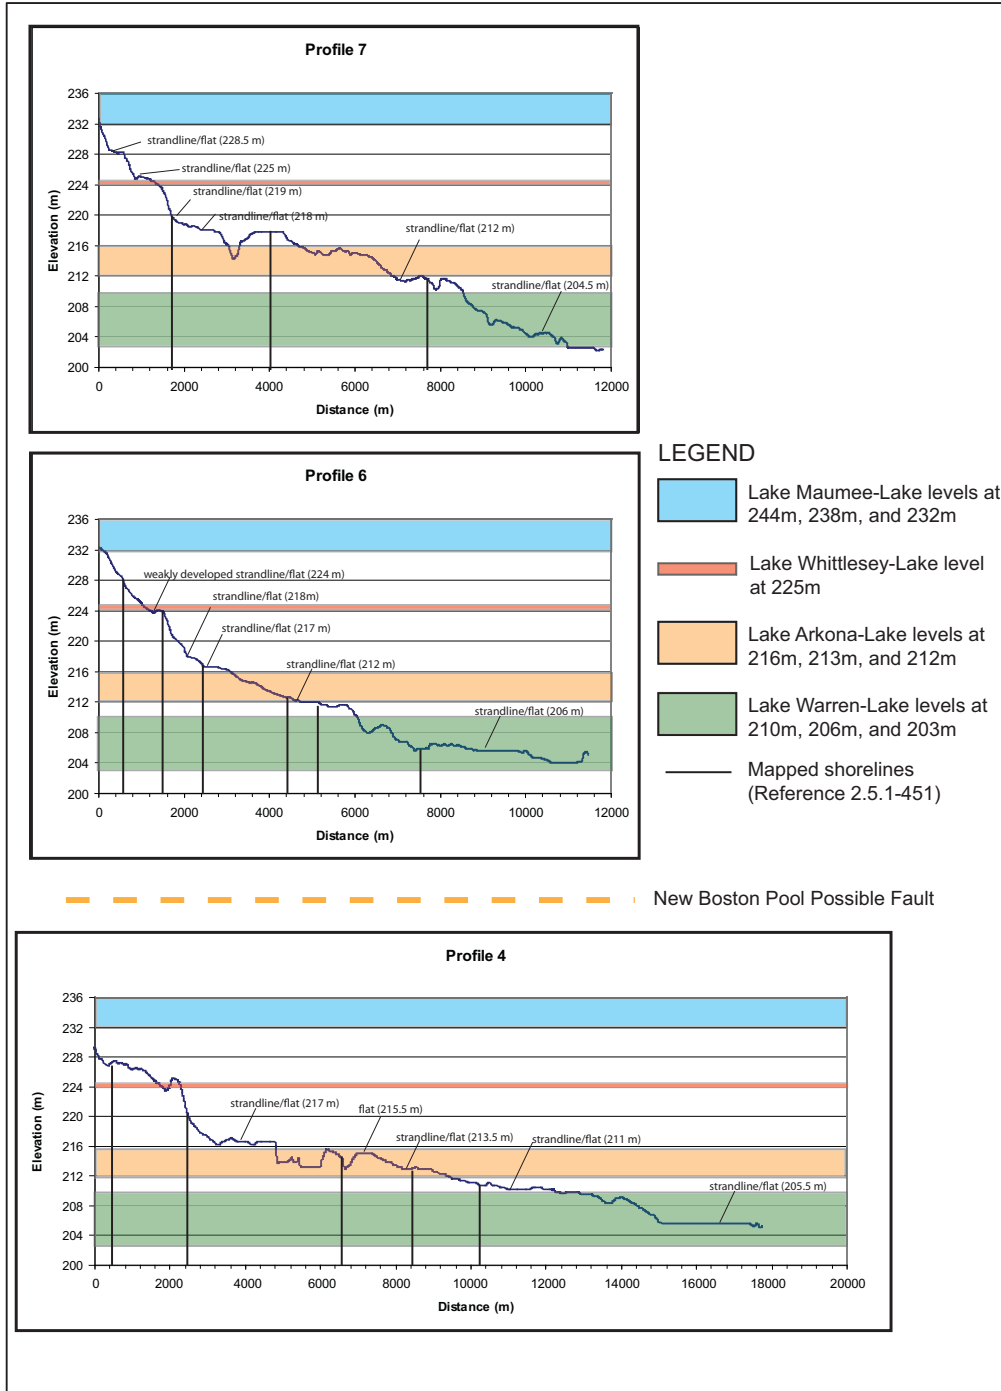 Profile 7
236
232
228
224
220
216
212
208
204
200
Elevation (m)
strandline/flat (228.5 m)
strandline/flat (225 m)
strandline/flat (219 m)
strandline/flat (218 m)
strandline/flat (212 m)
strandline/flat (204.5 m)
0 2000 4000 6000 8000 10000 12000
Distance (m)
Profile 6
236
232
228
224
220
216
212
208
204
200
Elevation (m)
weakly developed strandline/flat (224 m)
strandline/flat (218m)
strandline/flat (217 m)
strandline/flat (212 m)
strandline/flat (206 m)
0 2000 4000 6000 8000 10000 12000
Distance (m)
LEGEND
Lake Maumee-Lake levels at
244m, 238m, and 232m
Lake Whittlesey-Lake level
at 225m
Lake Arkona-Lake levels at
216m, 213m, and 212m
Lake Warren-Lake levels at
210m, 206m, and 203m
Mapped shorelines
(Reference 2.5.1-451)
New Boston Pool Possible Fault
Profile 4
236
232
228
224
220
216
212
208
204
200
Elevation (m)
strandline/flat (217 m)
flat (215.5 m)
strandline/flat (213.5 m)
strandline/flat (211 m)
strandline/flat (205.5 m)
0 2000 4000 6000 8000 10000 12000 14000 16000 18000 20000
Distance (m)